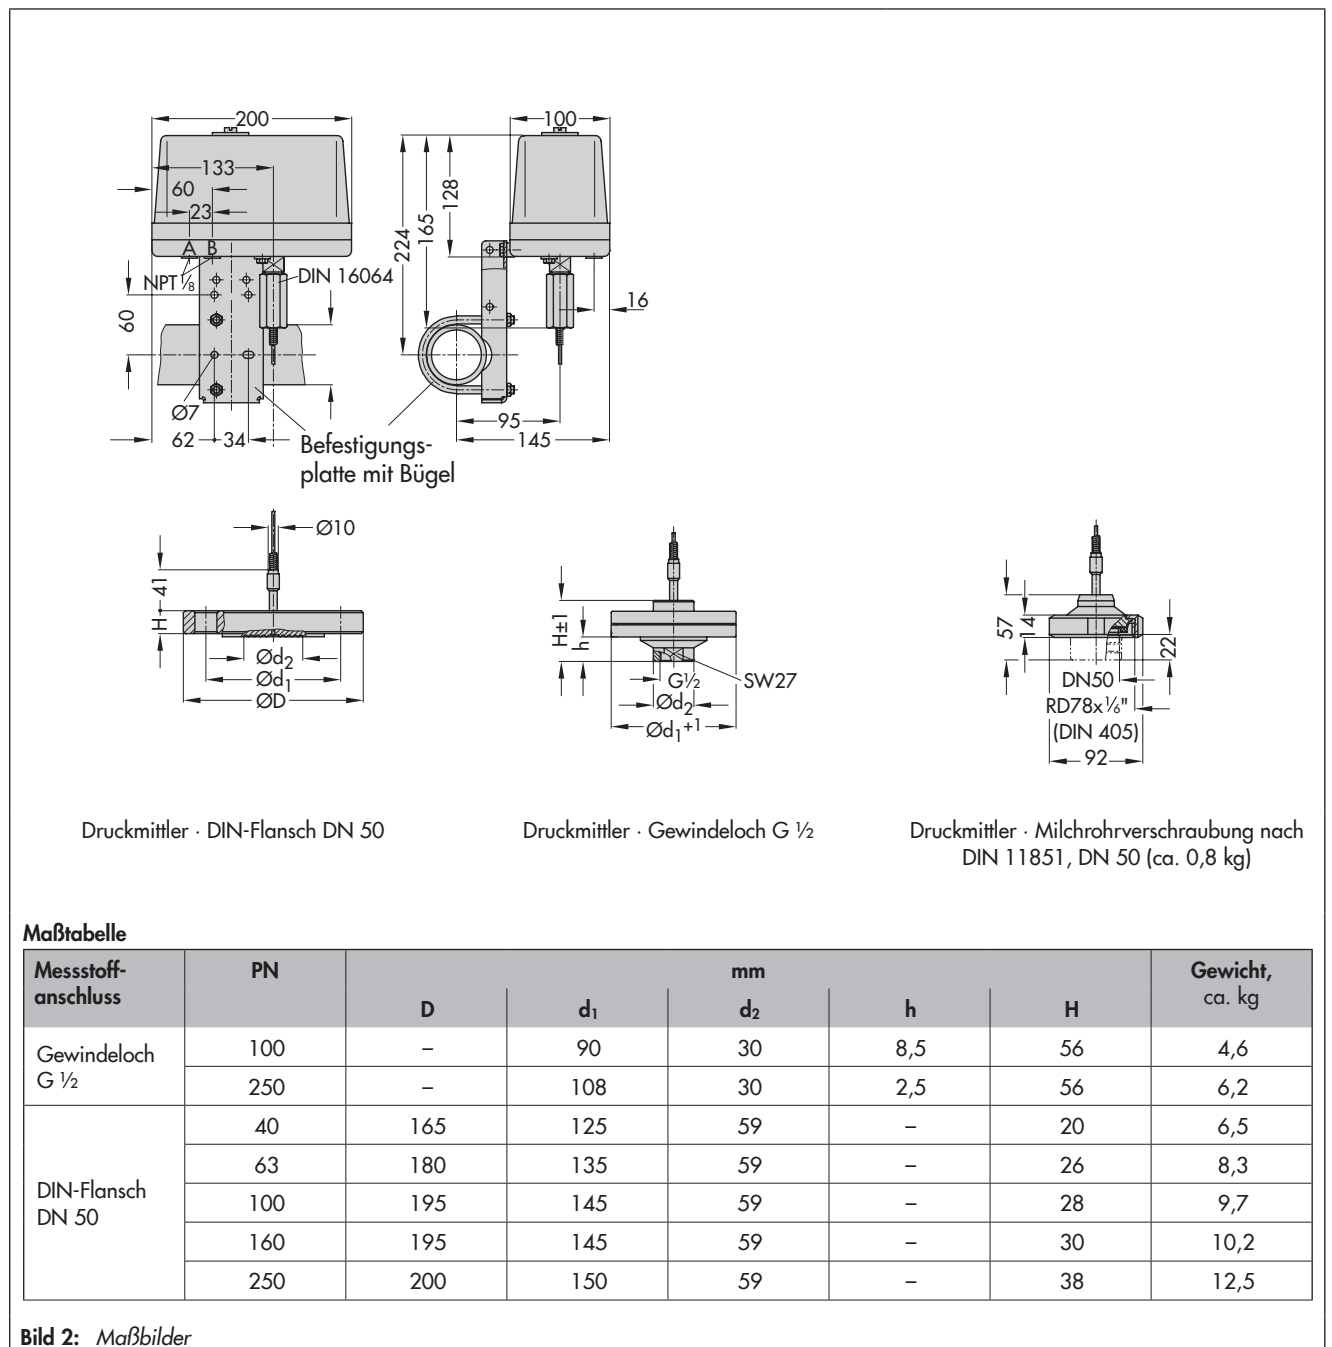 200
100
133
60
23
128
165
224
A B
NPT ⅛
DIN 16064
16
60
Ø7
62
34
95
145
Befestigungs-
platte mit Bügel
Ø10
41
H
Ød2
Ød1
ØD
H±1
h
G½
SW27
Ød2
Ød1+1
57
14
22
DN50
RD78x⅙"
(DIN 405)
92
Druckmittler · DIN-Flansch DN 50
Druckmittler · Gewindeloch G ½
Druckmittler · Milchrohrverschraubung nach
DIN 11851, DN 50 (ca. 0,8 kg)
Maßtabelle
Messstoff-
anschluss
PN
mm
Gewicht,
ca. kg
D d1 d2 h H
Gewindeloch
G ½
100 – 90 30 8,5 56 4,6
250 – 108 30 2,5 56 6,2
DIN-Flansch
DN 50
40 165 125 59 – 20 6,5
63 180 135 59 – 26 8,3
100 195 145 59 – 28 9,7
160 195 145 59 – 30 10,2
250 200 150 59 – 38 12,5
Bild 2: Maßbilder